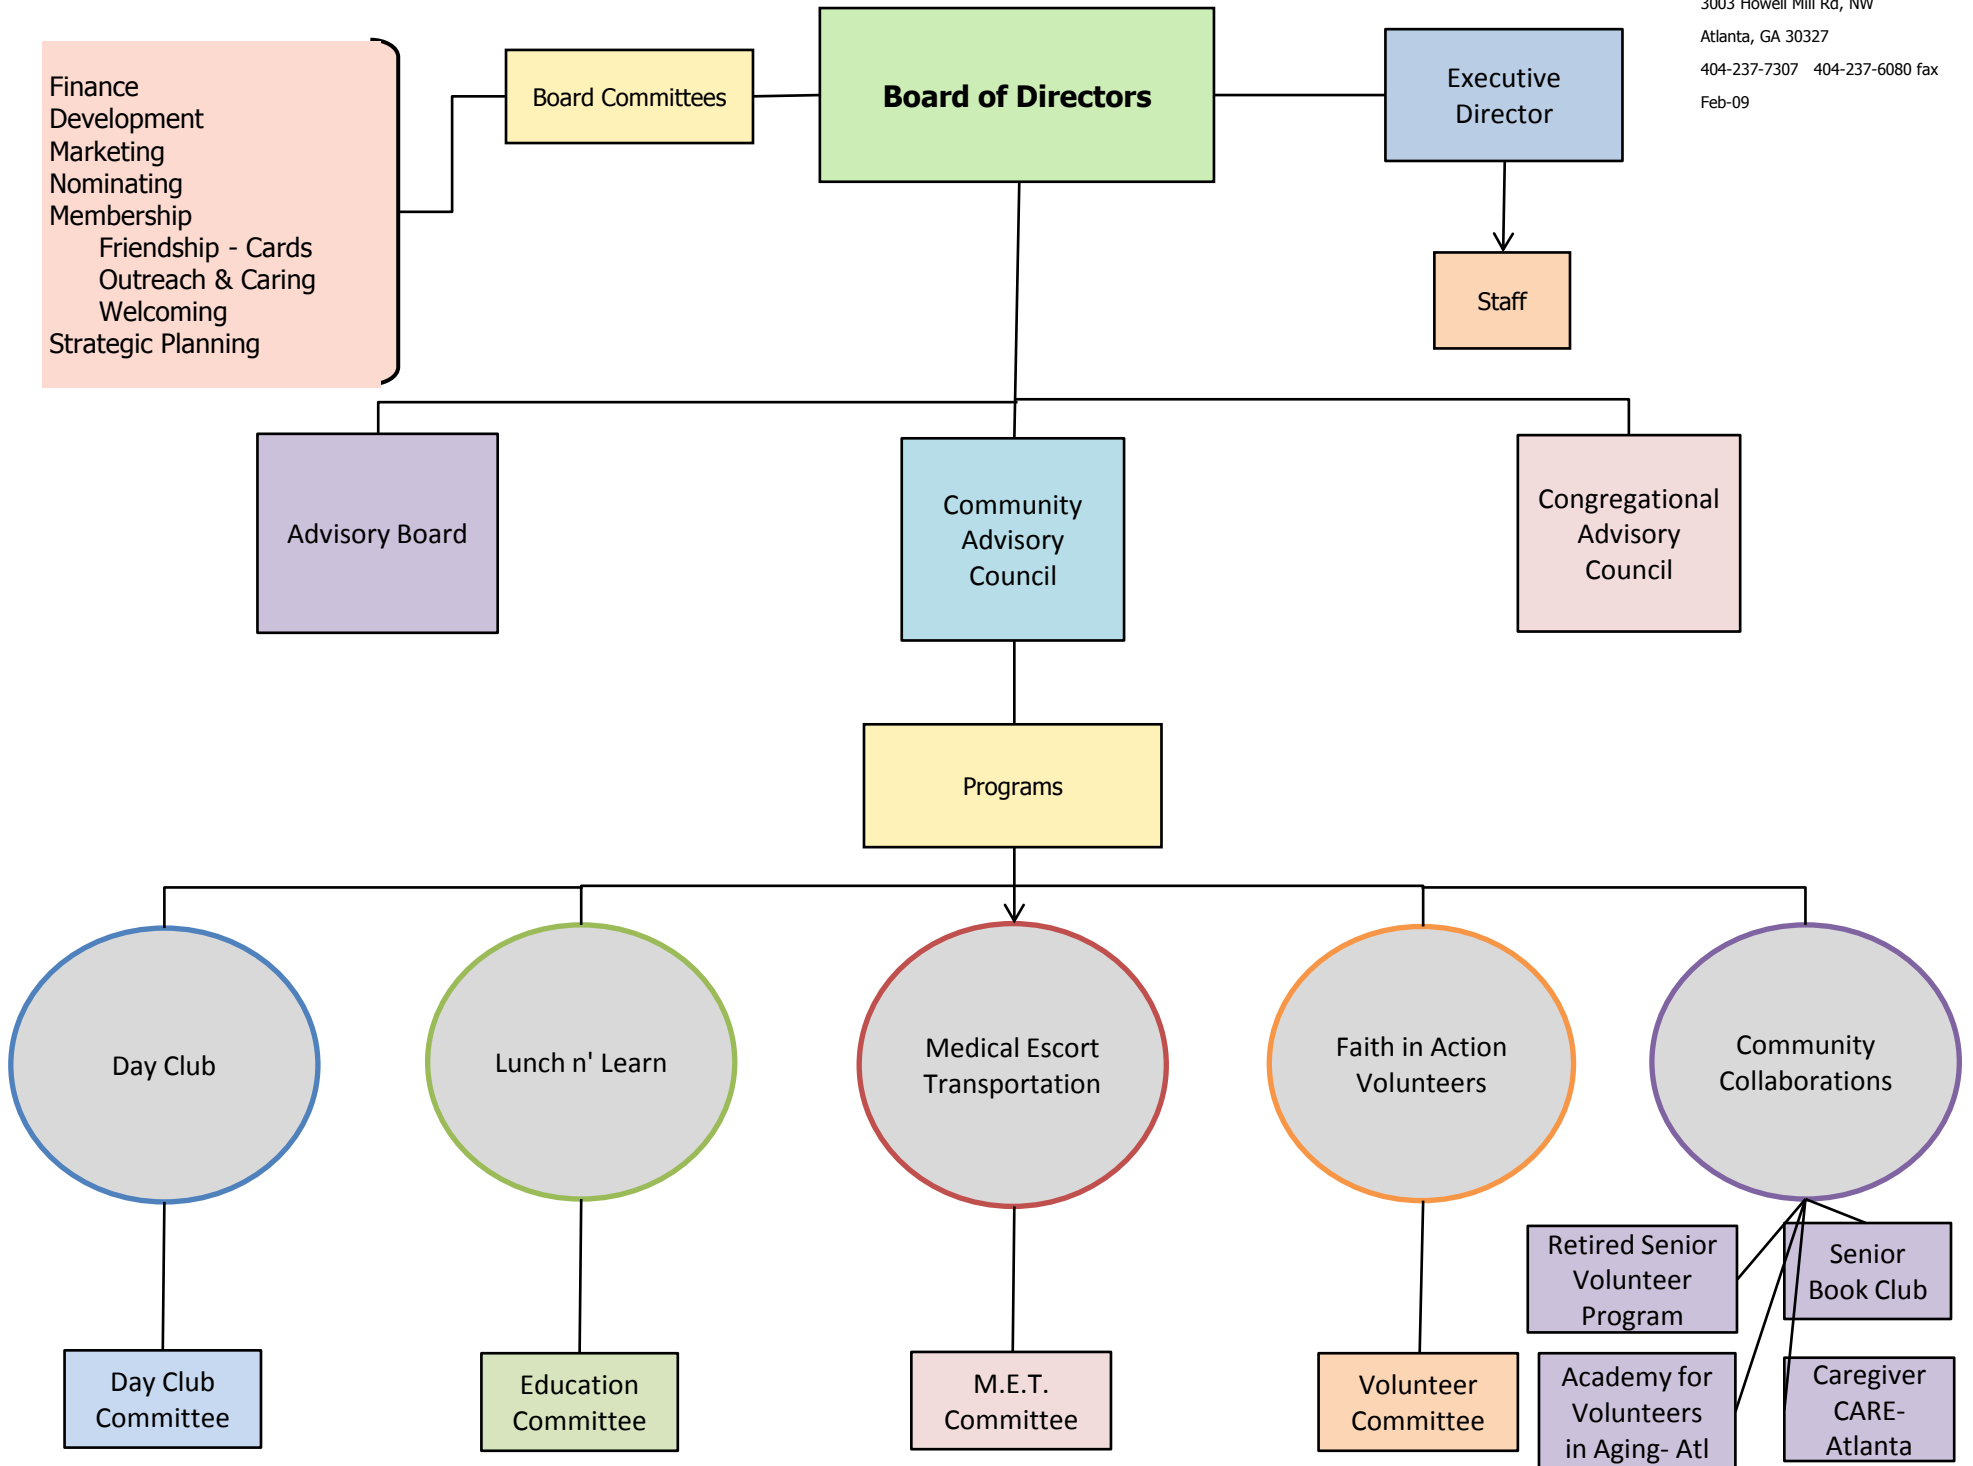 3003 Howell Mill Rd, NW
Atlanta, GA 30327
404-237-7307   404-237-6080 fax
Feb-09
Finance
Development
Marketing
Nominating
Membership
Friendship - Cards
Outreach & Caring
Welcoming
Strategic Planning
Board Committees
Board of Directors
Executive
Director
Staff
Advisory Board
Community
Advisory
Council
Congregational
Advisory
Council
Programs
Day Club
Lunch n' Learn
Medical Escort
Transportation
Faith in Action
Volunteers
Community
Collaborations
Day Club
Committee
Education
Committee
M.E.T.
Committee
Volunteer
Committee
Retired Senior
Volunteer
Program
Senior
Book Club
Academy for
Volunteers
in Aging- Atl
Caregiver
CARE-
Atlanta